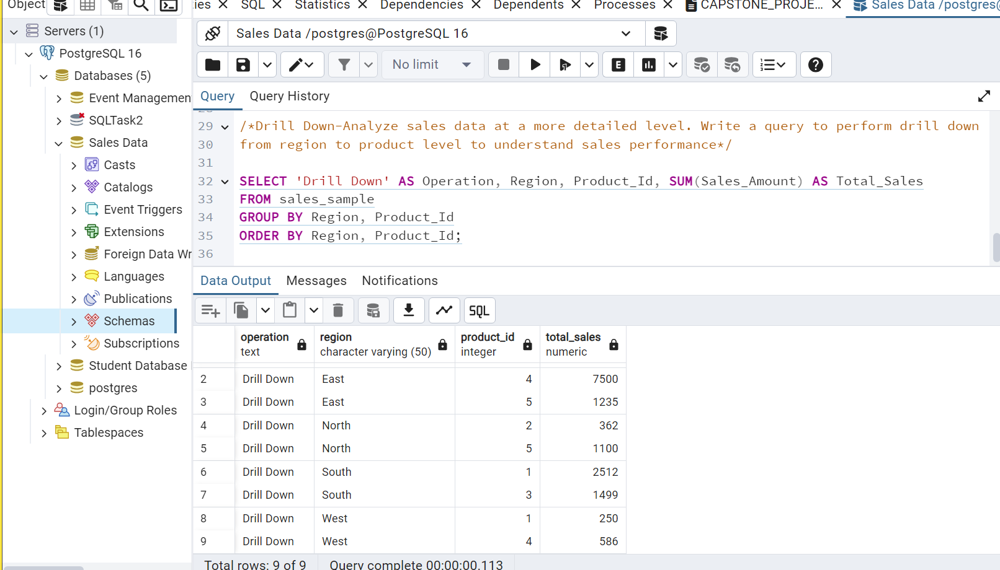 Object
ies × SQL × Statistics × Dependencies × Dependents × Processes × CAPSTONE_PROJE... × Sales Data /postgres@
Servers (1)
PostgreSQL 16
Databases (5)
Event Managemen
SQLTask2
Sales Data
Casts
Catalogs
Event Triggers
Extensions
Foreign Data Wr
Languages
Publications
Schemas
Subscriptions
Student Database
postgres
Login/Group Roles
Tablespaces
Sales Data /postgres@PostgreSQL 16
No limit
E
Query Query History
29 /*Drill Down-Analyze sales data at a more detailed level. Write a query to perform drill down
30 from region to product level to understand sales performance*/
31
32 SELECT 'Drill Down' AS Operation, Region, Product_Id, SUM(Sales_Amount) AS Total_Sales
33 FROM sales_sample
34 GROUP BY Region, Product_Id
35 ORDER BY Region, Product_Id;
36
Data Output Messages Notifications
SQL
operation region product_id total_sales
text character varying (50) integer numeric
2 Drill Down East 4 7500
3 Drill Down East 5 1235
4 Drill Down North 2 362
5 Drill Down North 5 1100
6 Drill Down South 1 2512
7 Drill Down South 3 1499
8 Drill Down West 1 250
9 Drill Down West 4 586
Total rows: 9 of 9 Query complete 00:00:00.113